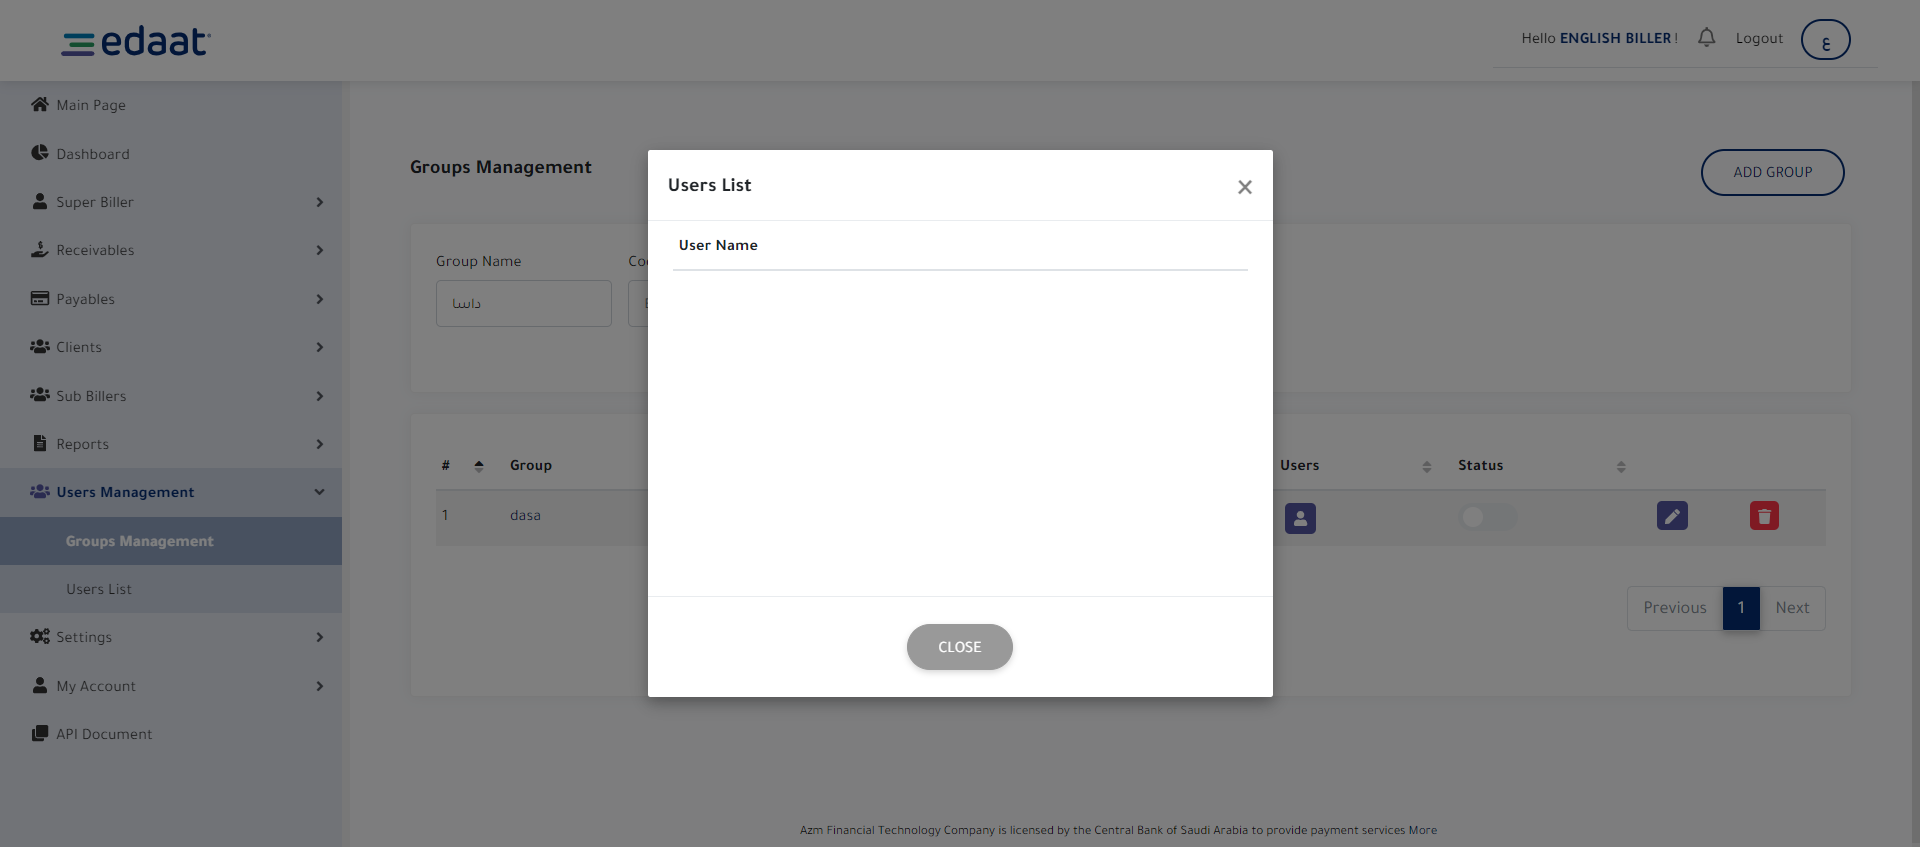 edaat
Hello ENGLISH BILLER !
Logout
ع
Main Page
Dashboard
Super Biller
Receivables
Payables
Clients
Sub Billers
Reports
Users Management
Groups Management
Users List
Settings
My Account
API Document
Groups Management
ADD GROUP
Group Name
داسا
Users List
×
User Name
CLOSE
# Group Users Status
1 dasa
Previous 1 Next
Azm Financial Technology Company is licensed by the Central Bank of Saudi Arabia to provide payment services More